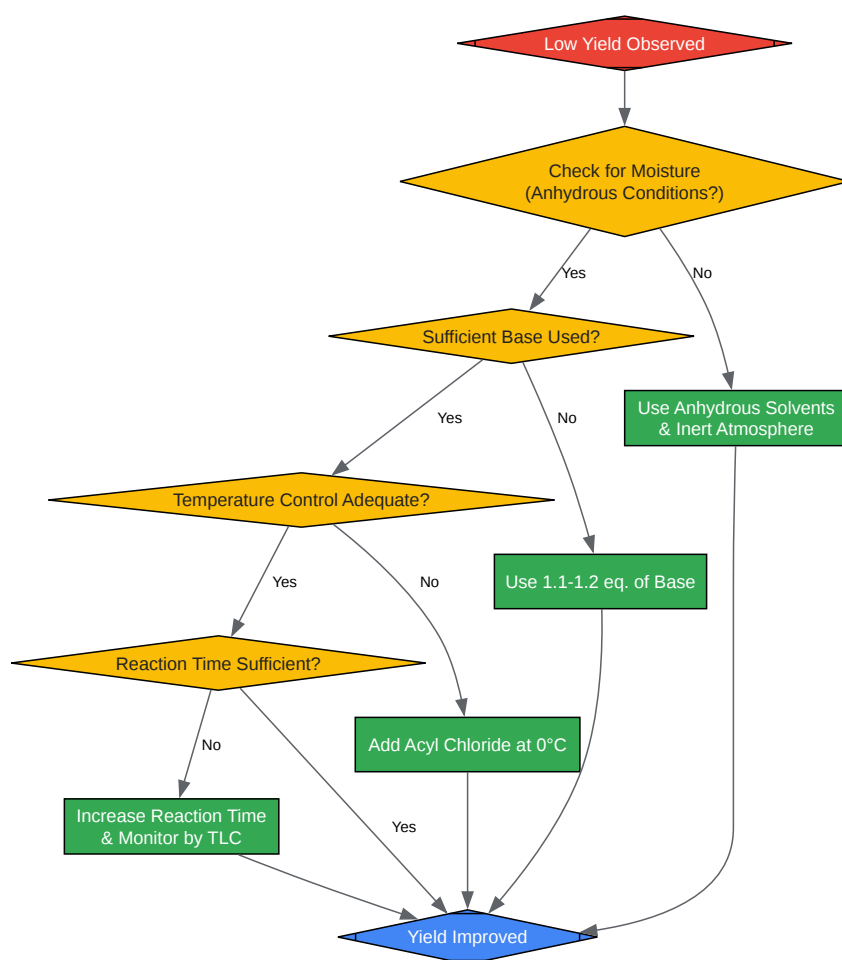 Low Yield Observed
Check for Moisture
(Anhydrous Conditions?)
Yes
No
Sufficient Base Used?
Use Anhydrous Solvents
& Inert Atmosphere
Yes
No
Temperature Control Adequate?
Use 1.1-1.2 eq. of Base
Yes
No
Reaction Time Sufficient?
Add Acyl Chloride at 0°C
No
Increase Reaction Time
& Monitor by TLC
Yes
Yield Improved